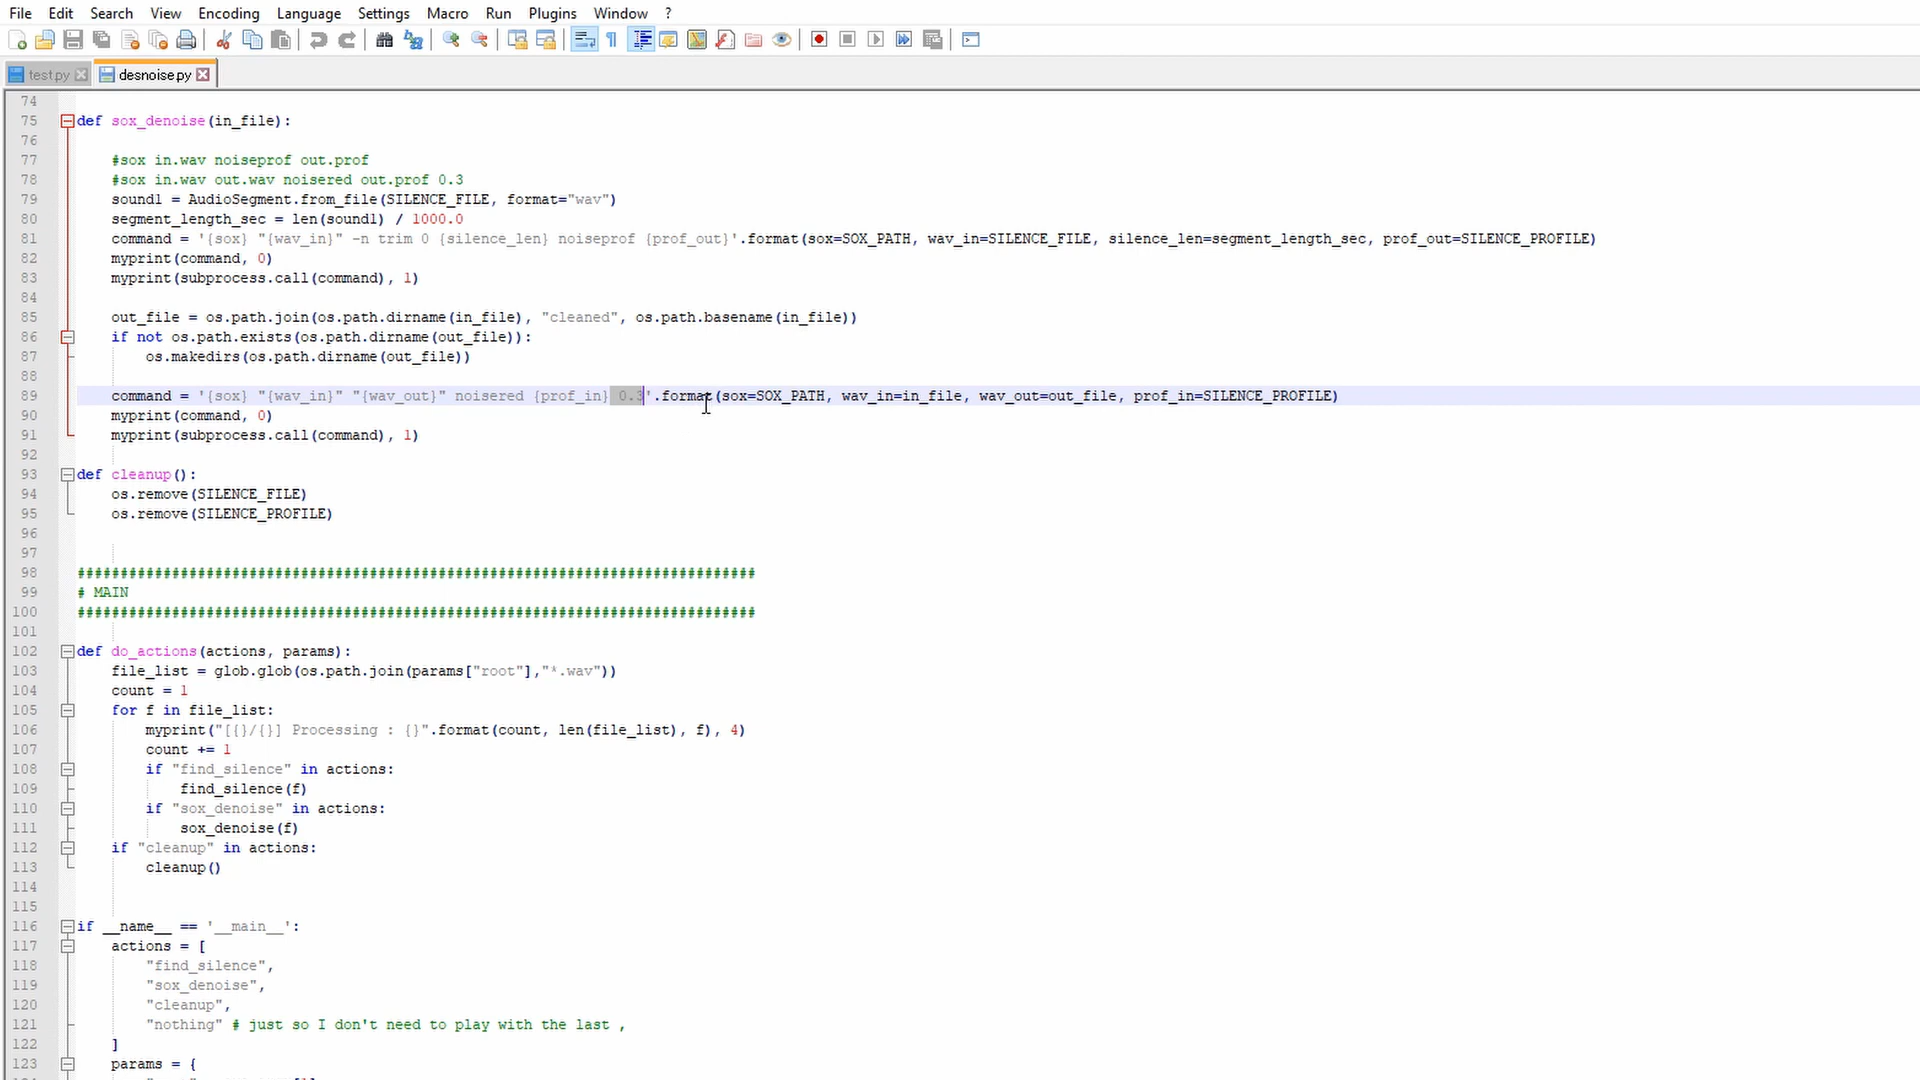 File Edit Search View Encoding Language Settings Macro Run Plugins Window ?
test.py desnoise.py
74
75 def sox_denoise(in_file):
76
77 #sox in.wav noiseprof out.prof
78 #sox in.wav out.wav noisered out.prof 0.3
79 sound1 = AudioSegment.from_file(SILENCE_FILE, format="wav")
80 segment_length_sec = len(sound1) / 1000.0
81 command = '{sox} "{wav_in}" -n trim 0 {silence_len} noiseprof {prof_out}'.format(sox=SOX_PATH, wav_in=SILENCE_FILE, silence_len=segment_length_sec, prof_out=SILENCE_PROFILE)
82 myprint(command, 0)
83 myprint(subprocess.call(command), 1)
84
85 out_file = os.path.join(os.path.dirname(in_file), "cleaned", os.path.basename(in_file))
86 if not os.path.exists(os.path.dirname(out_file)):
87 os.makedirs(os.path.dirname(out_file))
88
89 command = '{sox} "{wav_in}" "{wav_out}" noisered {prof_in} 0.3'.format(sox=SOX_PATH, wav_in=in_file, wav_out=out_file, prof_in=SILENCE_PROFILE)
90 myprint(command, 0)
91 myprint(subprocess.call(command), 1)
92
93 def cleanup():
94 os.remove(SILENCE_FILE)
95 os.remove(SILENCE_PROFILE)
96
97
98 ###############################################################################
99 # MAIN
100 ###############################################################################
101
102 def do_actions(actions, params):
103 file_list = glob.glob(os.path.join(params["root"],"*.wav"))
104 count = 1
105 for f in file_list:
106 myprint("[{}/{}] Processing : {}".format(count, len(file_list), f), 4)
107 count += 1
108 if "find_silence" in actions:
109 find_silence(f)
110 if "sox_denoise" in actions:
111 sox_denoise(f)
112 if "cleanup" in actions:
113 cleanup()
114
115
116 if __name__ == '__main__':
117 actions = [
118 "find_silence",
119 "sox_denoise",
120 "cleanup",
121 "nothing" # just so I don't need to play with the last ,
122 ]
123 params = {